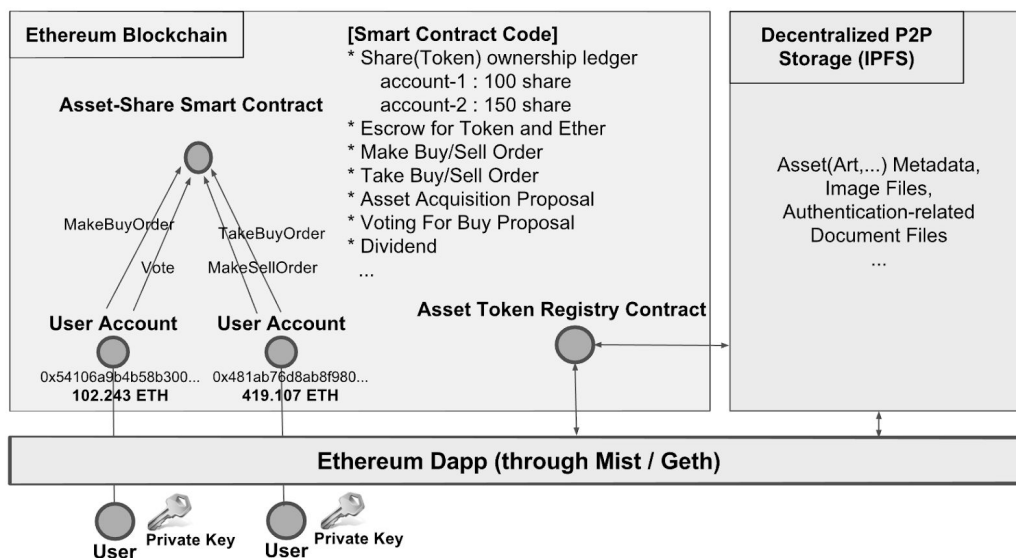 Ethereum Blockchain
Asset-Share Smart Contract
[Smart Contract Code]
* Share(Token) ownership ledger
account-1 : 100 share
account-2 : 150 share
* Escrow for Token and Ether
* Make Buy/Sell Order
* Take Buy/Sell Order
* Asset Acquisition Proposal
* Voting For Buy Proposal
* Dividend
...
MakeBuyOrder
TakeBuyOrder
Vote
MakeSellOrder
User Account
User Account
0x54106a9b4b58b300...
0x481ab76d8ab8f980...
102.243 ETH
419.107 ETH
Asset Token Registry Contract
Decentralized P2P
Storage (IPFS)
Asset(Art,...) Metadata,
Image Files,
Authentication-related
Document Files
...
Ethereum Dapp (through Mist / Geth)
Private Key
Private Key
User
User